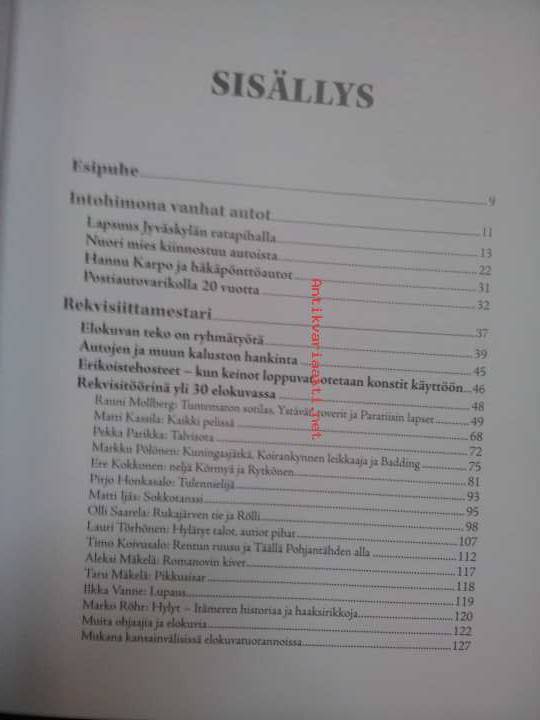 SISÄLLYS
Esipuhe 9
Intohimona vanhat autot 11
Lapsuus Jyväskylän ratapihalla 13
Nuori mies kiinnostuu autoista 22
Hannu Karpo ja häkäpönttöautot 31
Postiautovarikolla 20 vuotta 32
Rekvisiittamestari 37
Elokuvan teko on ryhmätyötä 39
Autojen ja muun kaluston hankinta 45
Erikoistehosteet – kun keinot loppuvat, otetaan konstit käyttöön 46
Rekvisitöörinä yli 30 elokuvassa 48
Rauni Mollberg: Tuntematon sotilas, Ystävät, toverit ja Paratiisin lapset 49
Matti Kassila: Kaikki pelissä 68
Pekka Parikka: Talvisota 72
Markku Pölönen: Kuningasjätkä, Koirankynnen leikkaaja ja Badding 75
Ere Kokkonen: neljä Körmyä ja Rytkönen 81
Pirjo Honkasalo: Tulennielijä 93
Matti Ijäs: Sokkotanssi 95
Olli Saarela: Rukajärven tie ja Rölli 98
Lauri Törhönen: Hylätyt talot, autiot pihat 107
Timo Koivusalo: Rentun ruusu ja Täällä Pohjantähden alla 112
Aleksi Mäkelä: Romanovin kivet 117
Taru Mäkelä: Pikkusisar 118
Ilkka Vanne: Lupaus 119
Marko Röhr: Hylyt – Itämeren historiaa ja haaksirikkoja 120
Muita ohjaajia ja elokuvia 122
Mukana kansainvälisissä elokuvatuotannoissa 127
Antikvariaatti.net